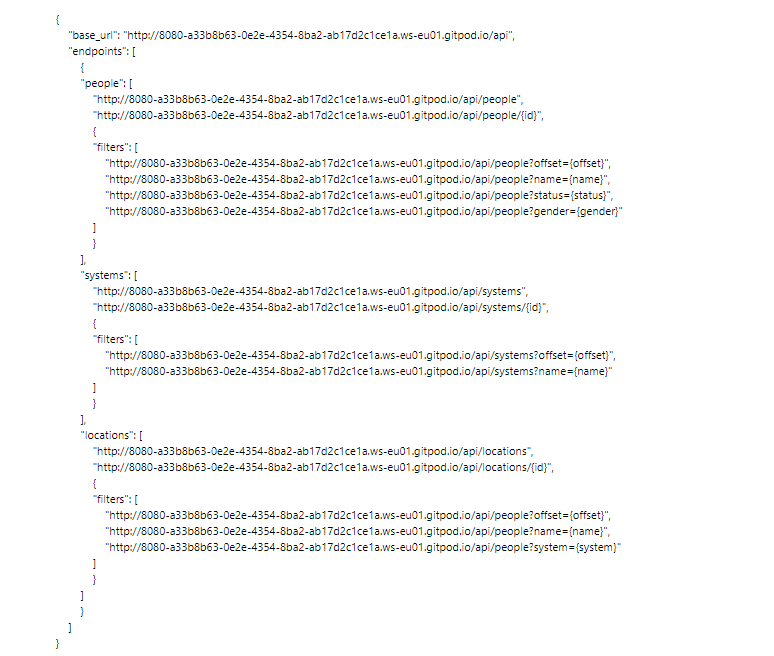 {
"base_url": "http://8080-a33b8b63-0e2e-4354-8ba2-ab17d2c1ce1a.ws-eu01.gitpod.io/api",
"endpoints": [
{
"people": [
"http://8080-a33b8b63-0e2e-4354-8ba2-ab17d2c1ce1a.ws-eu01.gitpod.io/api/people",
"http://8080-a33b8b63-0e2e-4354-8ba2-ab17d2c1ce1a.ws-eu01.gitpod.io/api/people/{id}",
{
"filters": [
"http://8080-a33b8b63-0e2e-4354-8ba2-ab17d2c1ce1a.ws-eu01.gitpod.io/api/people?offset={offset}",
"http://8080-a33b8b63-0e2e-4354-8ba2-ab17d2c1ce1a.ws-eu01.gitpod.io/api/people?name={name}",
"http://8080-a33b8b63-0e2e-4354-8ba2-ab17d2c1ce1a.ws-eu01.gitpod.io/api/people?status={status}",
"http://8080-a33b8b63-0e2e-4354-8ba2-ab17d2c1ce1a.ws-eu01.gitpod.io/api/people?gender={gender}"
]
}
],
"systems": [
"http://8080-a33b8b63-0e2e-4354-8ba2-ab17d2c1ce1a.ws-eu01.gitpod.io/api/systems",
"http://8080-a33b8b63-0e2e-4354-8ba2-ab17d2c1ce1a.ws-eu01.gitpod.io/api/systems/{id}",
{
"filters": [
"http://8080-a33b8b63-0e2e-4354-8ba2-ab17d2c1ce1a.ws-eu01.gitpod.io/api/systems?offset={offset}",
"http://8080-a33b8b63-0e2e-4354-8ba2-ab17d2c1ce1a.ws-eu01.gitpod.io/api/systems?name={name}"
]
}
],
"locations": [
"http://8080-a33b8b63-0e2e-4354-8ba2-ab17d2c1ce1a.ws-eu01.gitpod.io/api/locations",
"http://8080-a33b8b63-0e2e-4354-8ba2-ab17d2c1ce1a.ws-eu01.gitpod.io/api/locations/{id}",
{
"filters": [
"http://8080-a33b8b63-0e2e-4354-8ba2-ab17d2c1ce1a.ws-eu01.gitpod.io/api/people?offset={offset}",
"http://8080-a33b8b63-0e2e-4354-8ba2-ab17d2c1ce1a.ws-eu01.gitpod.io/api/people?name={name}",
"http://8080-a33b8b63-0e2e-4354-8ba2-ab17d2c1ce1a.ws-eu01.gitpod.io/api/people?system={system}"
]
}
]
}
]
}